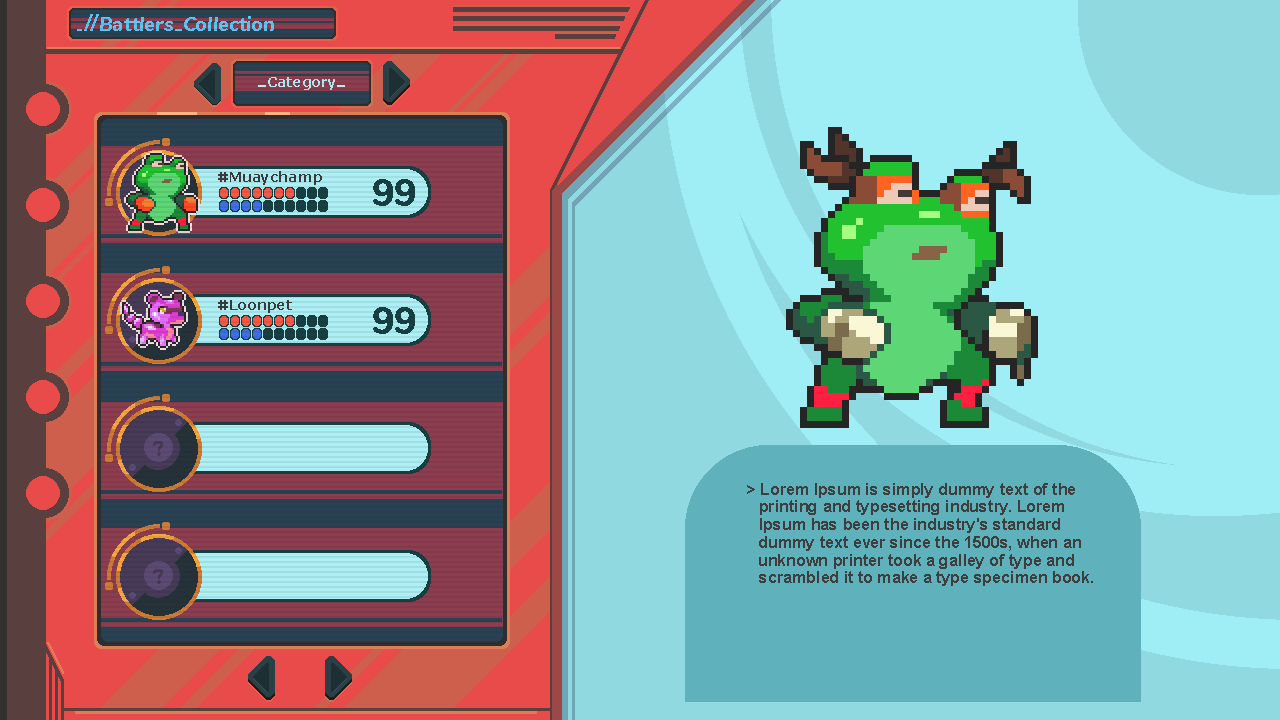 _//Battlers_Collection
_Category_
#Muaychamp
99
#Loonpet
99
?
?
> Lorem Ipsum is simply dummy text of the
printing and typesetting industry. Lorem
Ipsum has been the industry's standard
dummy text ever since the 1500s, when an
unknown printer took a galley of type and
scrambled it to make a type specimen book.